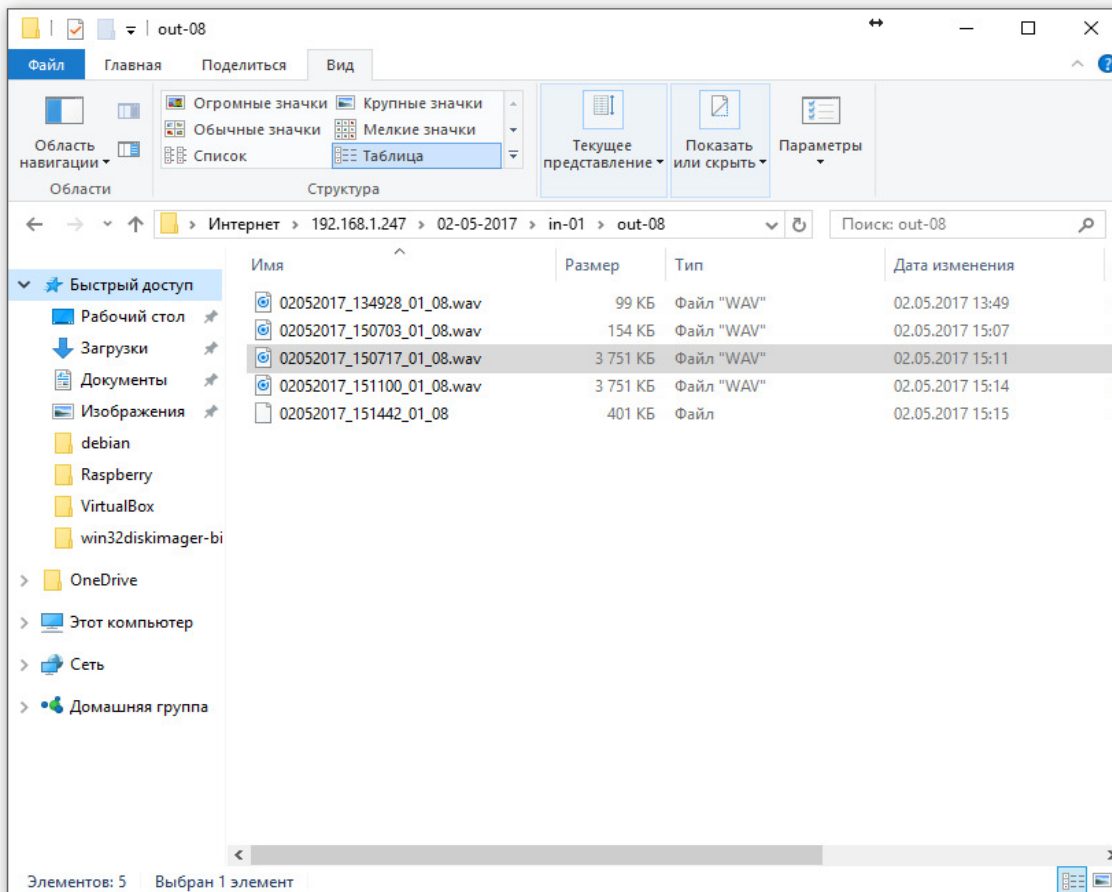 out-08
Файл Главная Поделиться Вид
Огромные значки Крупные значки
Обычные значки Мелкие значки
Список Таблица
Область навигации
Текущее представление
Показать или скрыть
Параметры
Области Структура
Интернет 192.168.1.247 02-05-2017 in-01 out-08 Поиск: out-08
Имя Размер Тип Дата изменения
02052017_134928_01_08.wav 99 КБ Файл "WAV" 02.05.2017 13:49
02052017_150703_01_08.wav 154 КБ Файл "WAV" 02.05.2017 15:07
02052017_150717_01_08.wav 3 751 КБ Файл "WAV" 02.05.2017 15:11
02052017_151100_01_08.wav 3 751 КБ Файл "WAV" 02.05.2017 15:14
02052017_151442_01_08 401 КБ Файл 02.05.2017 15:15
Быстрый доступ
Рабочий стол
Загрузки
Документы
Изображения
debian
Raspberry
VirtualBox
win32diskimager-bi
OneDrive
Этот компьютер
Сеть
Домашняя группа
Элементов: 5 Выбран 1 элемент